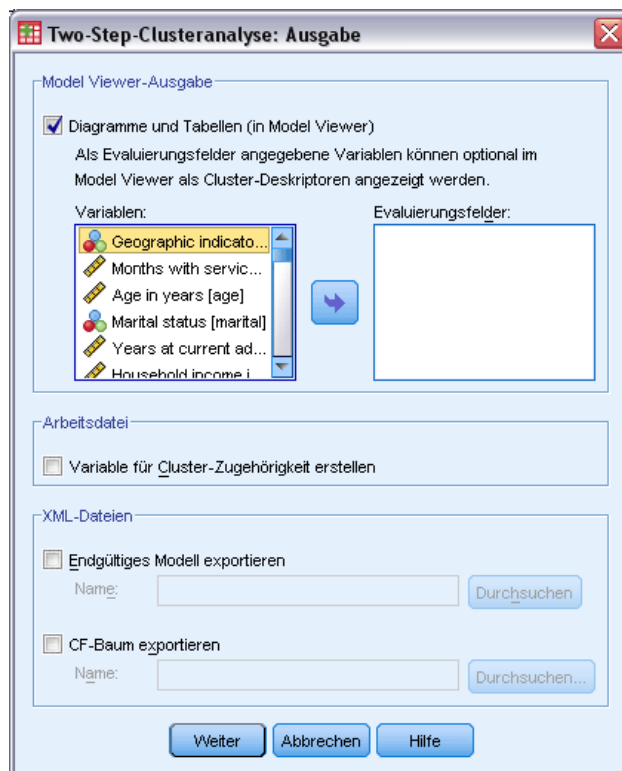 Two-Step-Clusteranalyse: Ausgabe
Model Viewer-Ausgabe
Diagramme und Tabellen (in Model Viewer)
Als Evaluierungsfelder angegebene Variablen können optional im
Model Viewer als Cluster-Deskriptoren angezeigt werden.
Variablen:
Evaluierungsfelder:
Geographic indicato...
Months with servic...
Age in years [age]
Marital status [marital]
Years at current ad...
Household income i...
Arbeitsdatei
Variable für Cluster-Zugehörigkeit erstellen
XML-Dateien
Endgültiges Modell exportieren
Name:
Durchsuchen
CF-Baum exportieren
Name:
Durchsuchen...
Weiter
Abbrechen
Hilfe